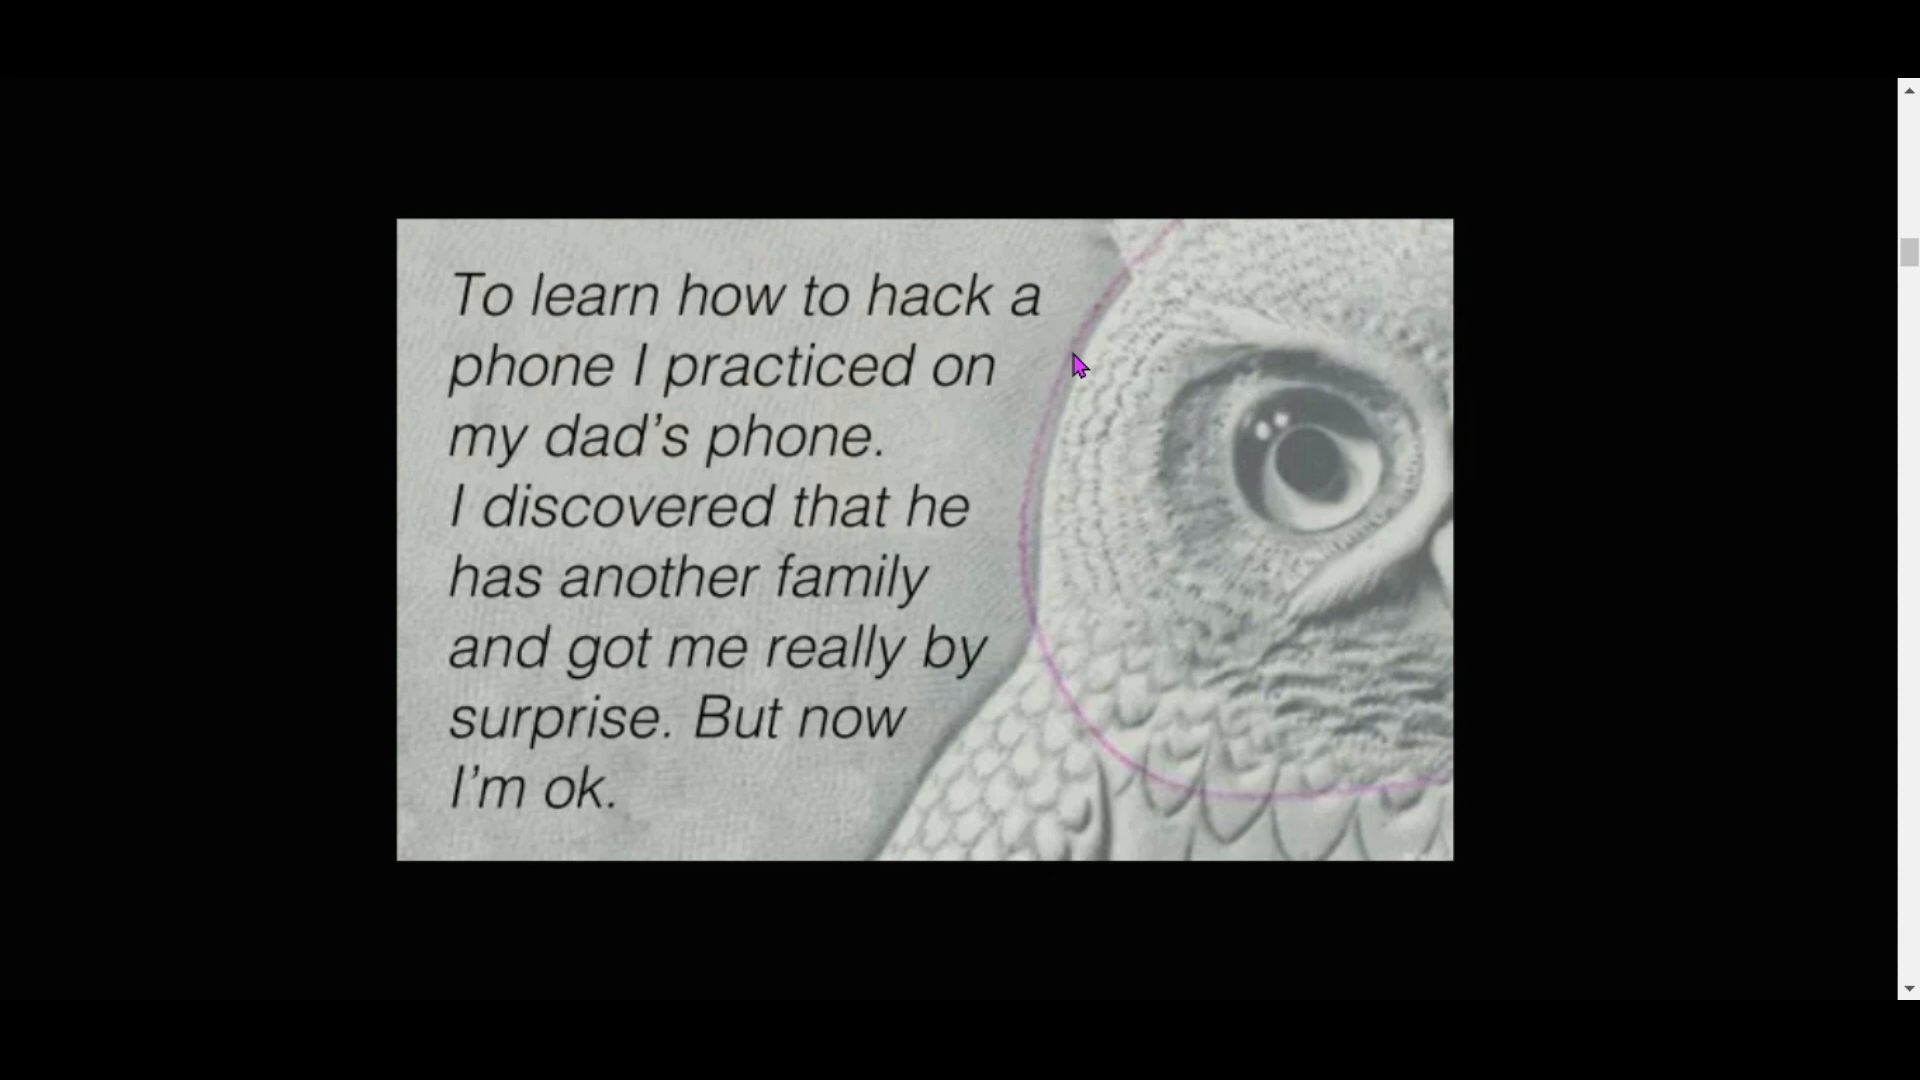 To learn how to hack a
phone I practiced on
my dad’s phone.
I discovered that he
has another family
and got me really by
surprise. But now
I’m ok.